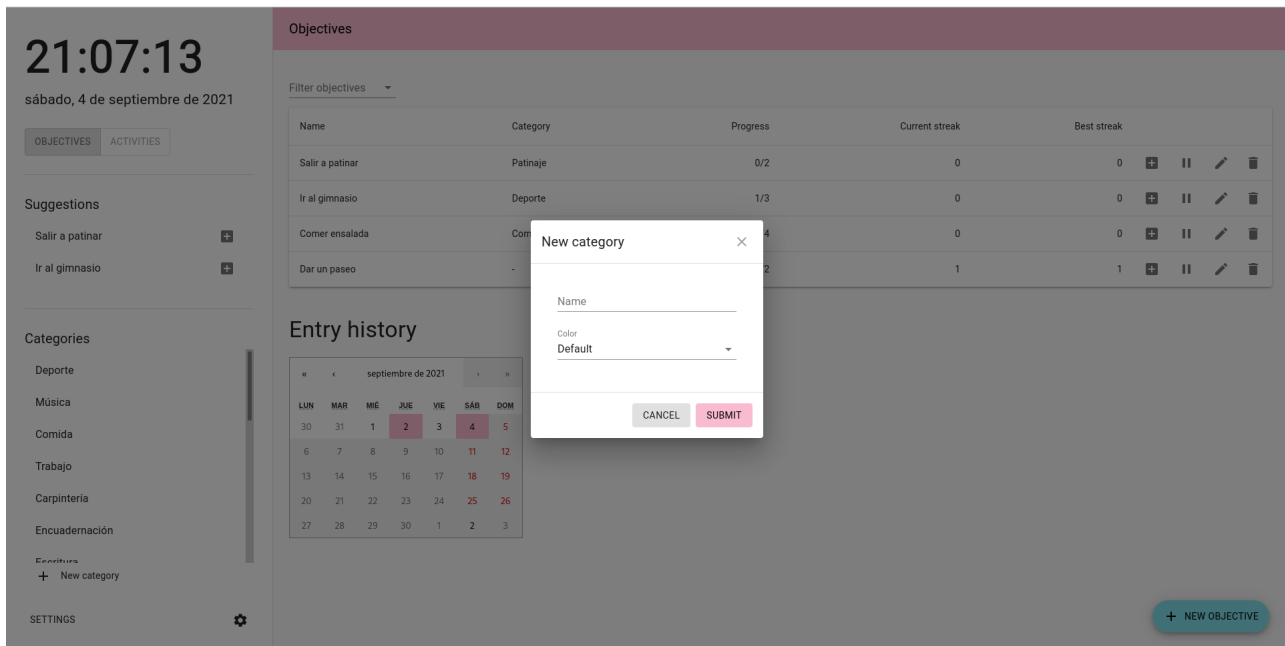 21:07:13
sábado, 4 de septiembre de 2021
OBJECTIVES ACTIVITIES
Suggestions
Salir a patinar
Ir al gimnasio
Categories
Deporte
Música
Comida
Trabajo
Carpintería
Encuadernación
Escritura
+ New category
SETTINGS
Objectives
Filter objectives
Name Category Progress Current streak Best streak
Salir a patinar Patinaje 0/2 0 0
Ir al gimnasio Deporte 1/3 0 0
Comer ensalada Com 4 0 0
Dar un paseo - 2 1 1
Entry history
« ‹ septiembre de 2021 › »
LUN MAR MIÉ JUE VIE SÁB DOM
30 31 1 2 3 4 5
6 7 8 9 10 11 12
13 14 15 16 17 18 19
20 21 22 23 24 25 26
27 28 29 30 1 2 3
New category
Name
Color
Default
CANCEL SUBMIT
+ NEW OBJECTIVE